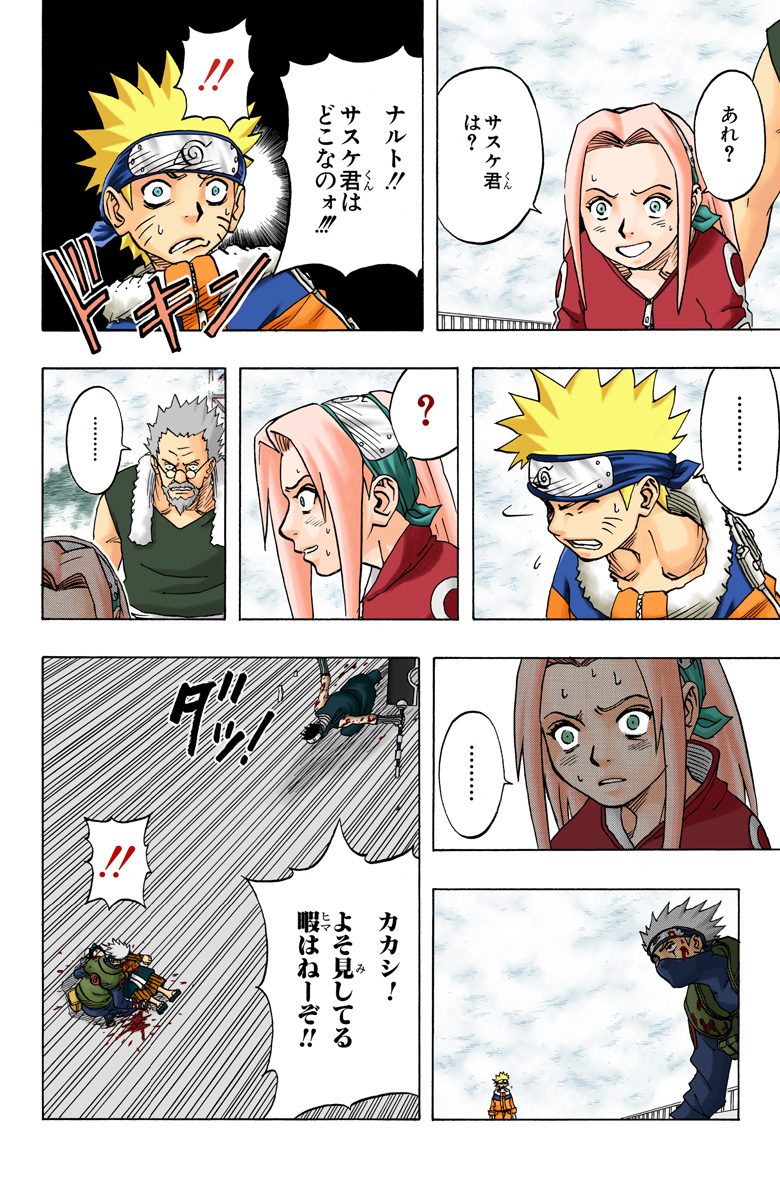 あれ？
サスケ君
は？
ナルト!!
サスケ君は
どこなのォ!!!
!!
ドキン
………
？
………
………
カカシ！
よそ見してる
暇はねーぞ!!
!!
ダッ！